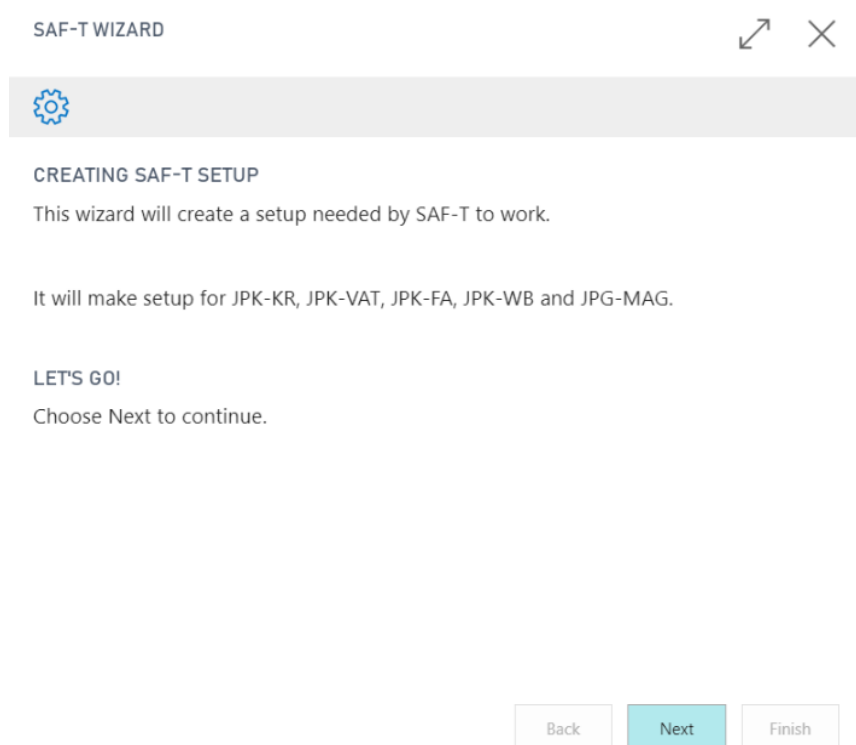 SAF-T WIZARD
CREATING SAF-T SETUP
This wizard will create a setup needed by SAF-T to work.
It will make setup for JPK-KR, JPK-VAT, JPK-FA, JPK-WB and JPG-MAG.
LET'S GO!
Choose Next to continue.
Back Next Finish